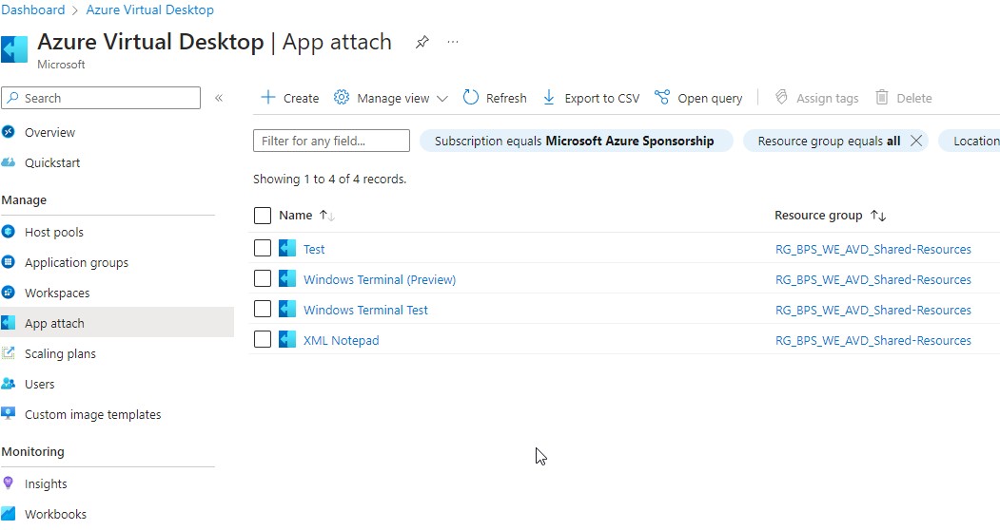 Dashboard > Azure Virtual Desktop
Azure Virtual Desktop | App attach
Microsoft
Search
Create Manage view Refresh Export to CSV Open query Assign tags Delete
Overview
Quickstart
Manage
Host pools
Application groups
Workspaces
App attach
Scaling plans
Users
Custom image templates
Monitoring
Insights
Workbooks
Filter for any field... Subscription equals Microsoft Azure Sponsorship Resource group equals all Location
Showing 1 to 4 of 4 records.
Name Resource group
Test RG_BPS_WE_AVD_Shared-Resources
Windows Terminal (Preview) RG_BPS_WE_AVD_Shared-Resources
Windows Terminal Test RG_BPS_WE_AVD_Shared-Resources
XML Notepad RG_BPS_WE_AVD_Shared-Resources